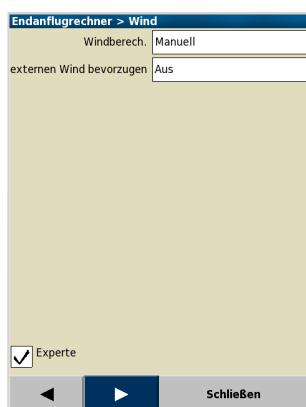 Endanflugrechner > Wind
Windberech. Manuell
externen Wind bevorzugen Aus
Experte
Schließen